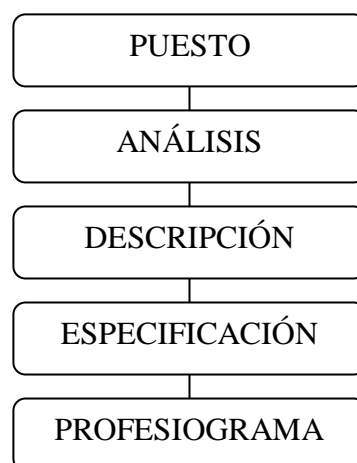 PUESTO
ANÁLISIS
DESCRIPCIÓN
ESPECIFICACIÓN
PROFESIOGRAMA